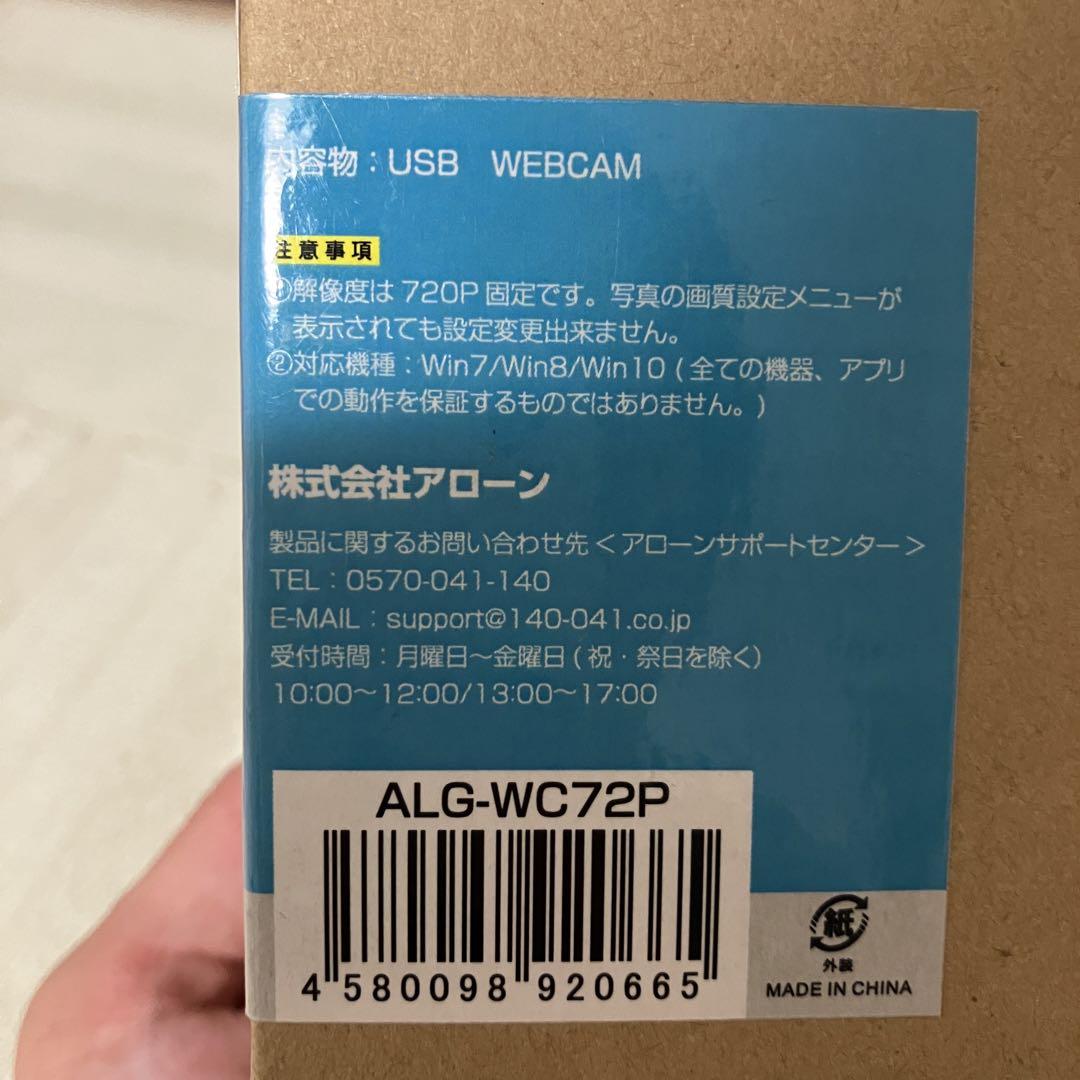 内容物：USB　WEBCAM
注意事項
①解像度は 720P 固定です。写真の画質設定メニューが
表示されても設定変更出来ません。
②対応機種：Win7/Win8/Win10 ( 全ての機器、アプリ
での動作を保証するものではありません。)
株式会社アローン
製品に関するお問い合わせ先＜アローンサポートセンター＞
TEL：0570-041-140
E-MAIL：support@140-041.co.jp
受付時間：月曜日～金曜日 ( 祝・祭日を除く)
10:00～12:00/13:00～17:00
ALG-WC72P
4 580098 920665
紙
外装
MADE IN CHINA